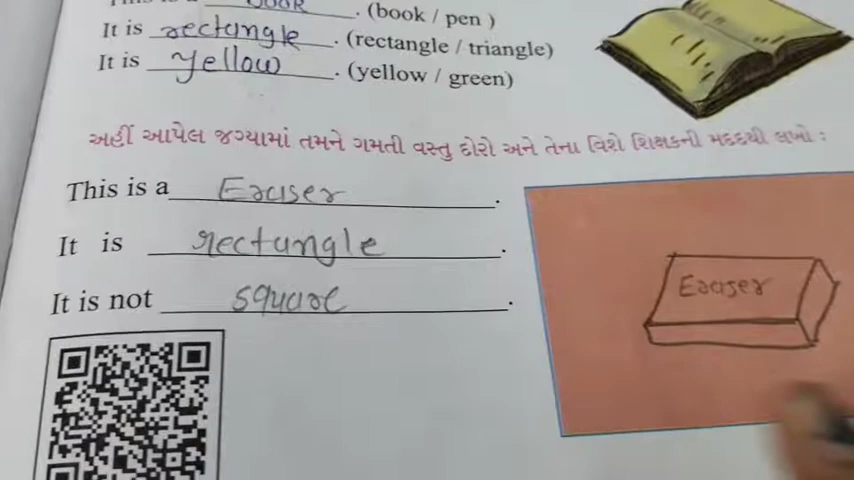 This is a book. (book / pen )
It is rectangle. (rectangle / triangle)
It is yellow. (yellow / green)
અહીં આપેલ જગ્યામાં તમને ગમતી વસ્તુ દોરો અને તેના વિશે શિક્ષકની મદદથી લખો :
This is a Eraser.
It is rectangle.
Eraser
It is not square.